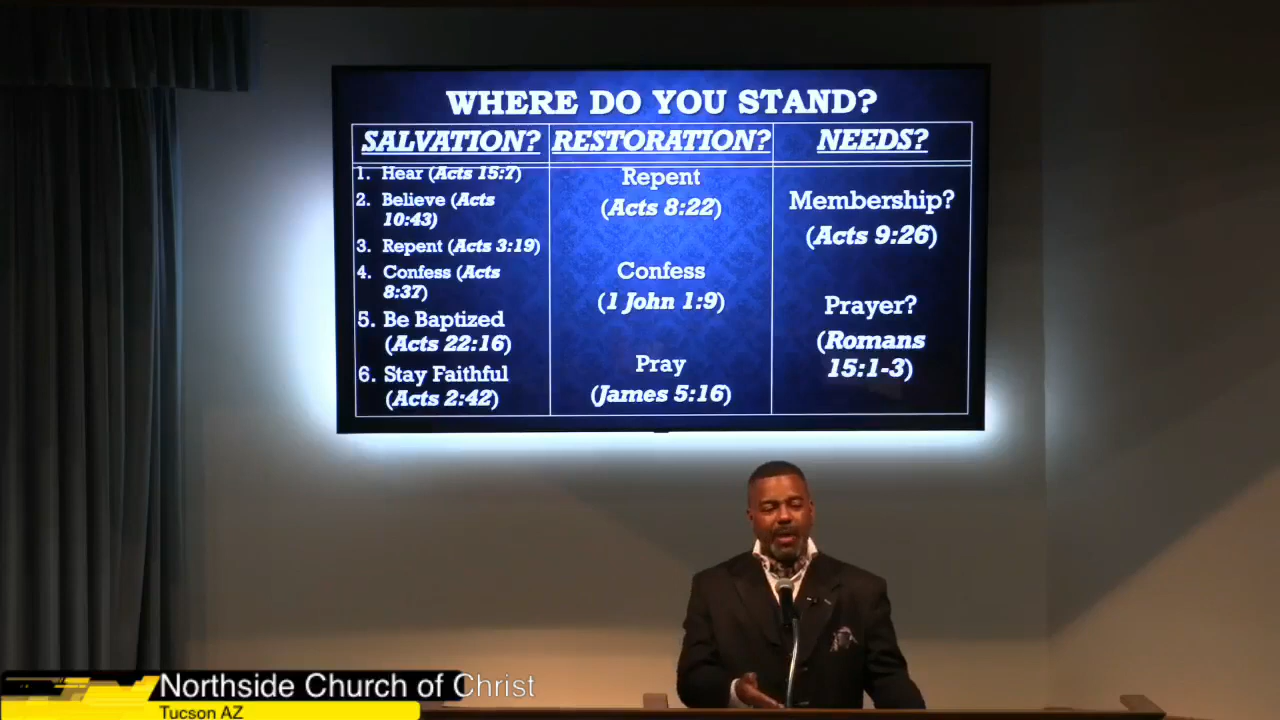 WHERE DO YOU STAND?
SALVATION?
1. Hear (Acts 15:7)
2. Believe (Acts
10:43)
3. Repent (Acts 3:19)
4. Confess (Acts
8:37)
5. Be Baptized
(Acts 22:16)
6. Stay Faithful
(Acts 2:42)
RESTORATION?
Repent
(Acts 8:22)
Confess
(1 John 1:9)
Pray
(James 5:16)
NEEDS?
Membership?
(Acts 9:26)
Prayer?
(Romans
15:1-3)
Northside Church of Christ
Tucson AZ